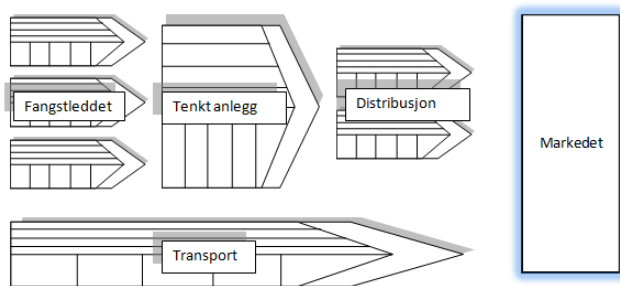 Fangstleddet
Tenkt anlegg
Distribusjon
Markedet
Transport